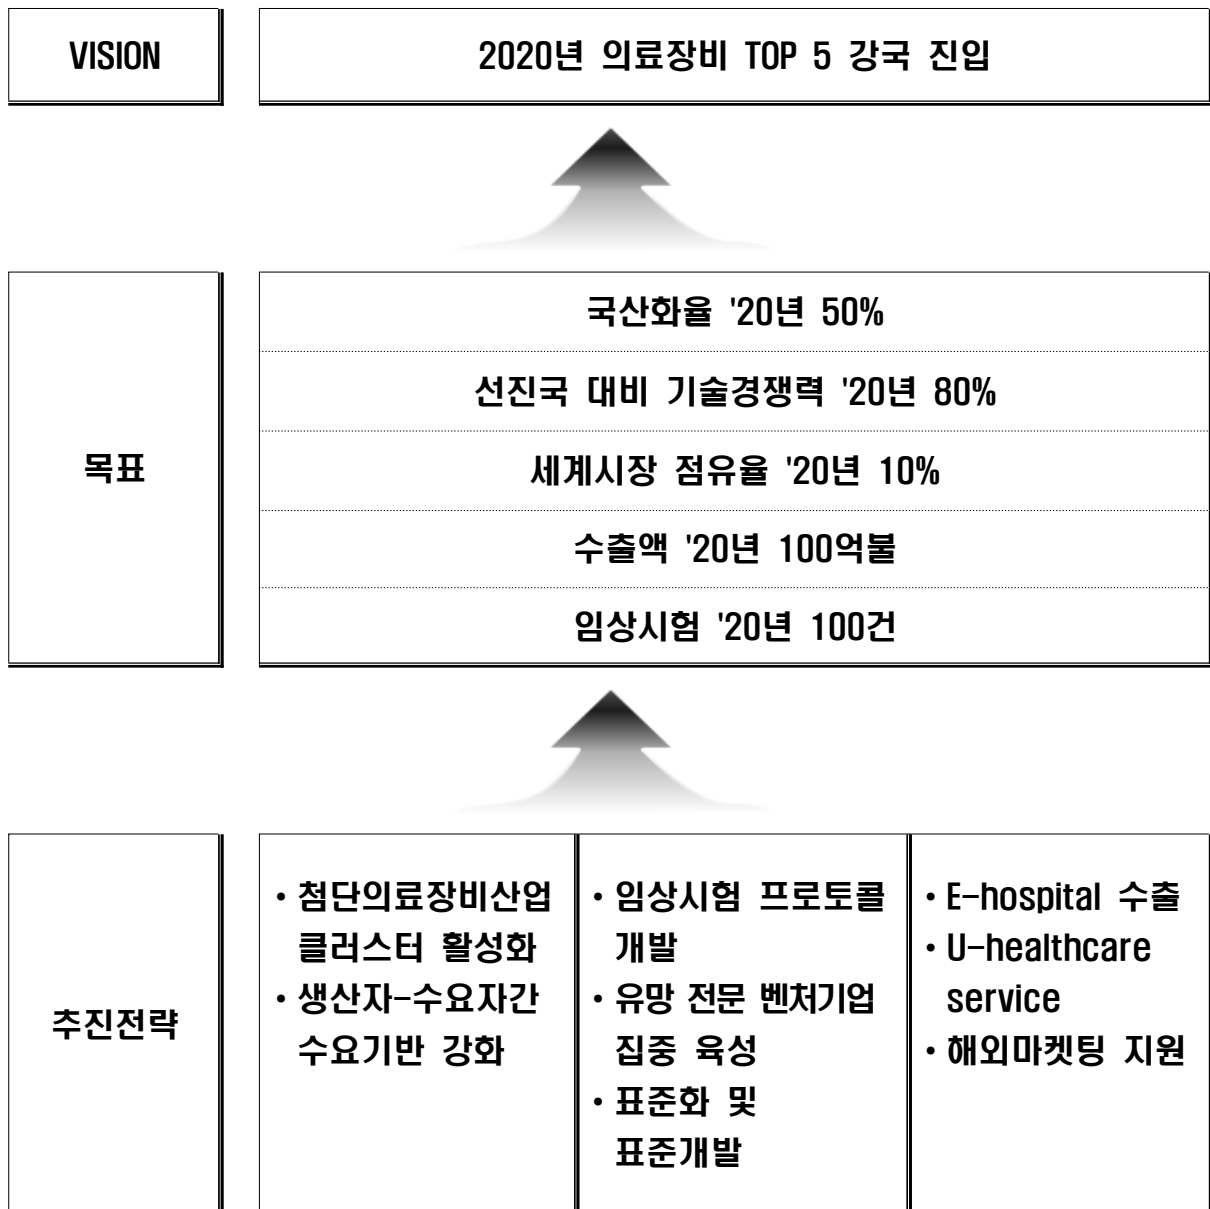 VISION
2020년 의료장비 TOP 5 강국 진입
목표
국산화율 '20년 50%
선진국 대비 기술경쟁력 '20년 80%
세계시장 점유율 '20년 10%
수출액 '20년 100억불
임상시험 '20년 100건
추진전략
• 첨단의료장비산업
클러스터 활성화
• 생산자-수요자간
수요기반 강화
• 임상시험 프로토콜
개발
• 유망 전문 벤처기업
집중 육성
• 표준화 및
표준개발
• E-hospital 수출
• U-healthcare
service
• 해외마켓팅 지원